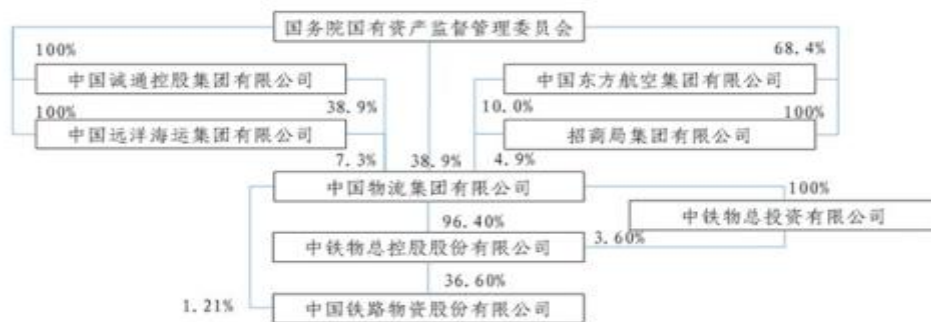 国务院国有资产监督管理委员会
100%
68.4%
中国诚通控股集团有限公司
中国东方航空集团有限公司
100%
38.9%
10.0%
100%
中国远洋海运集团有限公司
招商局集团有限公司
7.3%
38.9%
4.9%
中国物流集团有限公司
100%
中铁物总投资有限公司
96.40%
3.60%
中铁物总控股股份有限公司
36.60%
1.21%
中国铁路物资股份有限公司